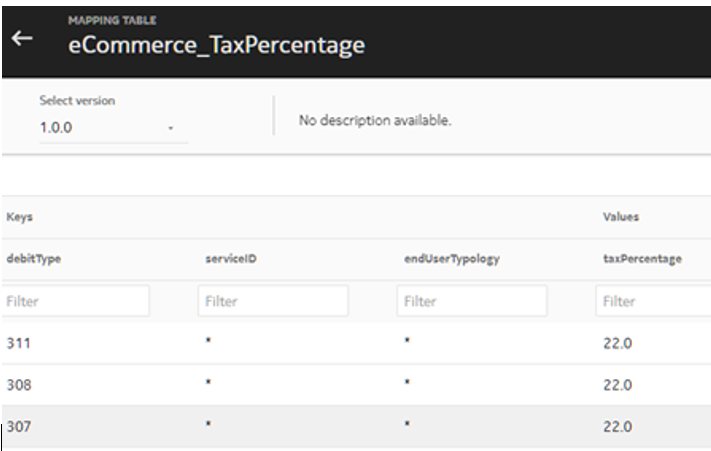 MAPPING TABLE
eCommerce_TaxPercentage
Select version
1.0.0
No description available.
Keys Values
debitType serviceID endUserTypology taxPercentage
Filter Filter Filter Filter
311 * * 22.0
308 * * 22.0
307 * * 22.0